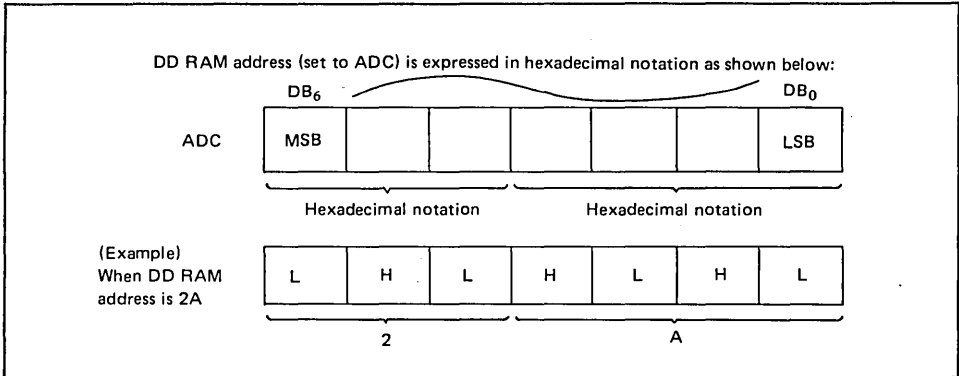 DD RAM address (set to ADC) is expressed in hexadecimal notation as shown below:
DB6 DB0
ADC MSB LSB
Hexadecimal notation Hexadecimal notation
(Example)
When DD RAM
address is 2A
L H L H L H L
2 A